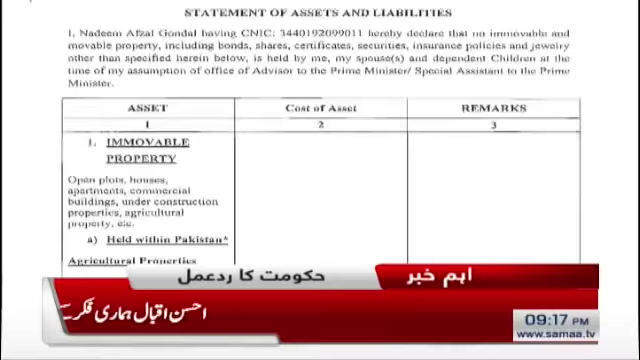 STATEMENT OF ASSETS AND LIABILITIES
I, Nadeem Afzal Gondal having CNIC: 3440192099011 hereby declare that no immovable and
movable property, including bonds, shares, certificates, securities, insurance policies and jewelry
other than specified herein below, is held by me, my spouse(s) and dependent Children at the
time of my assumption of office of Advisor to the Prime Minister/ Special Assistant to the Prime
Minister.
ASSET Cost of Asset REMARKS
1 2 3
1. IMMOVABLE
PROPERTY
Open plots, houses,
apartments, commercial
buildings, under construction
properties, agricultural
property, etc.
a) Held within Pakistan*
Agricultural Properties
اہم خبر
حکومت کا ردعمل
احسن اقبال ہماری فکر
09:17 PM
www.samaa.tv